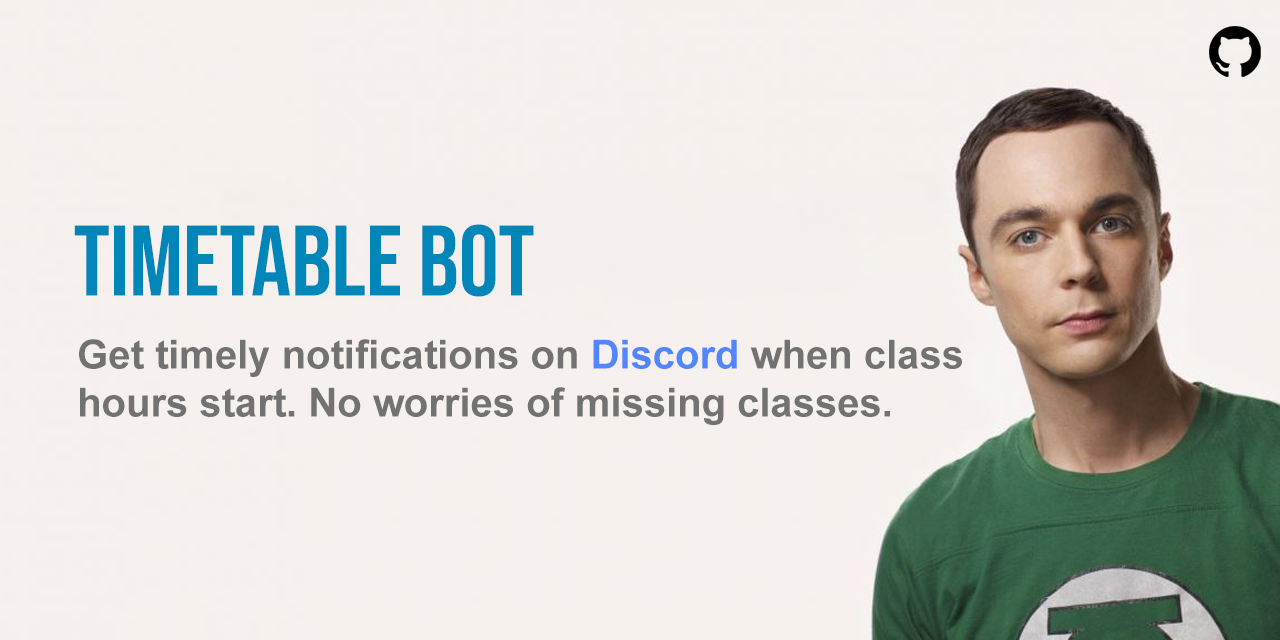 TIMETABLE BOT
Get timely notifications on Discord when class
hours start. No worries of missing classes.